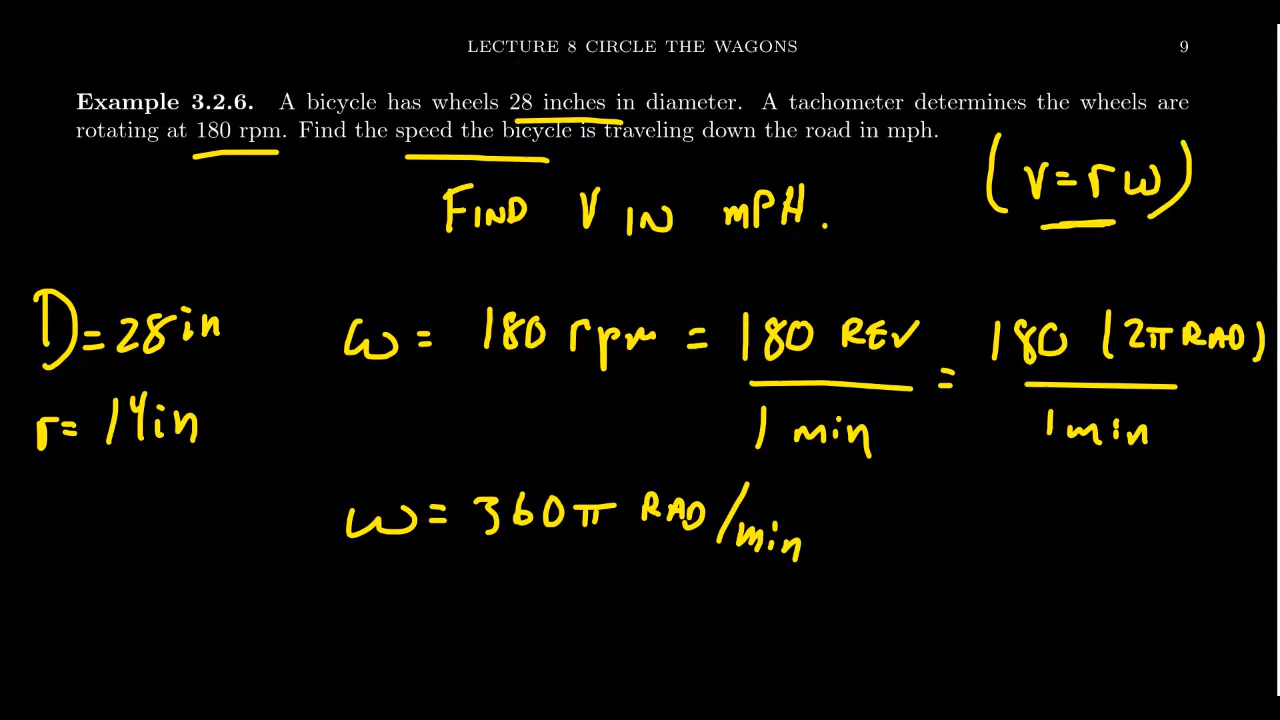 LECTURE 8 CIRCLE THE WAGONS 9
Example 3.2.6. A bicycle has wheels 28 inches in diameter. A tachometer determines the wheels are
rotating at 180 rpm. Find the speed the bicycle is traveling down the road in mph.
(V = r ω)
FIND V IN mPH.
D = 28 in
ω = 180 rpm = 180 REV / 1 min = 180 (2π RAD) / 1 min
r = 14 in
ω = 360π RAD/min